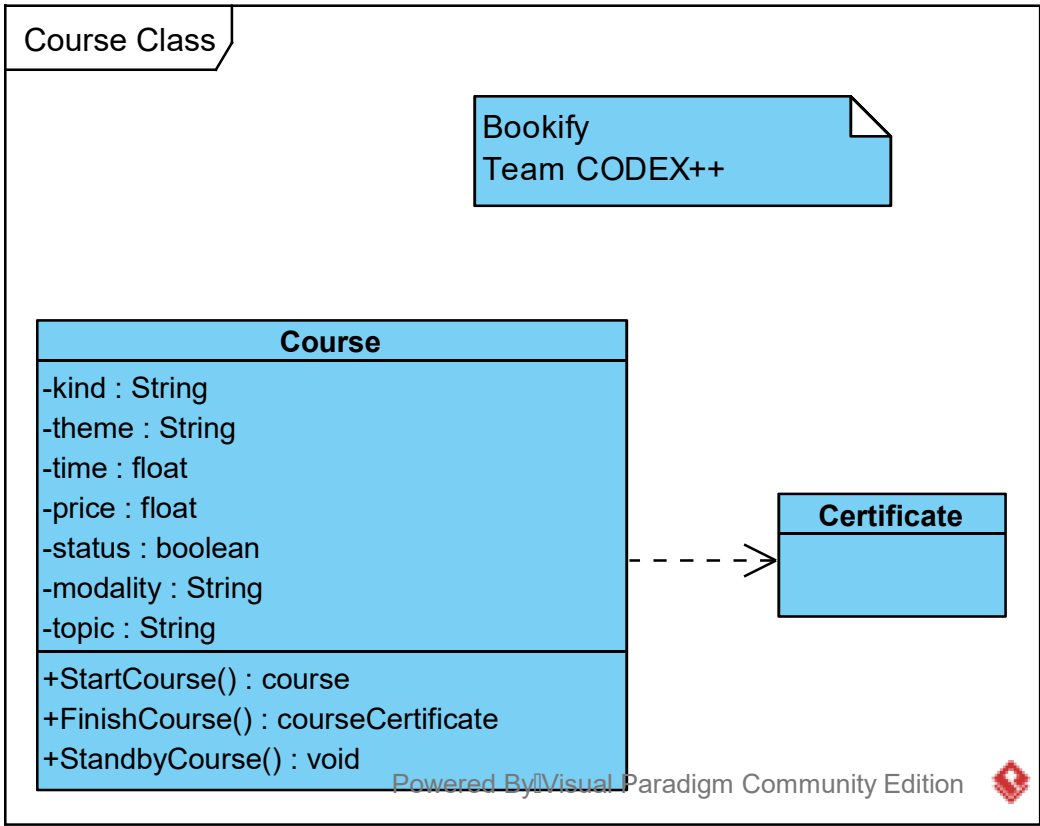 Course Class
Bookify
Team CODEX++
Course
-kind : String
-theme : String
-time : float
-price : float
-status : boolean
-modality : String
-topic : String
+StartCourse() : course
+FinishCourse() : courseCertificate
+StandbyCourse() : void
Certificate
Powered By Visual Paradigm Community Edition